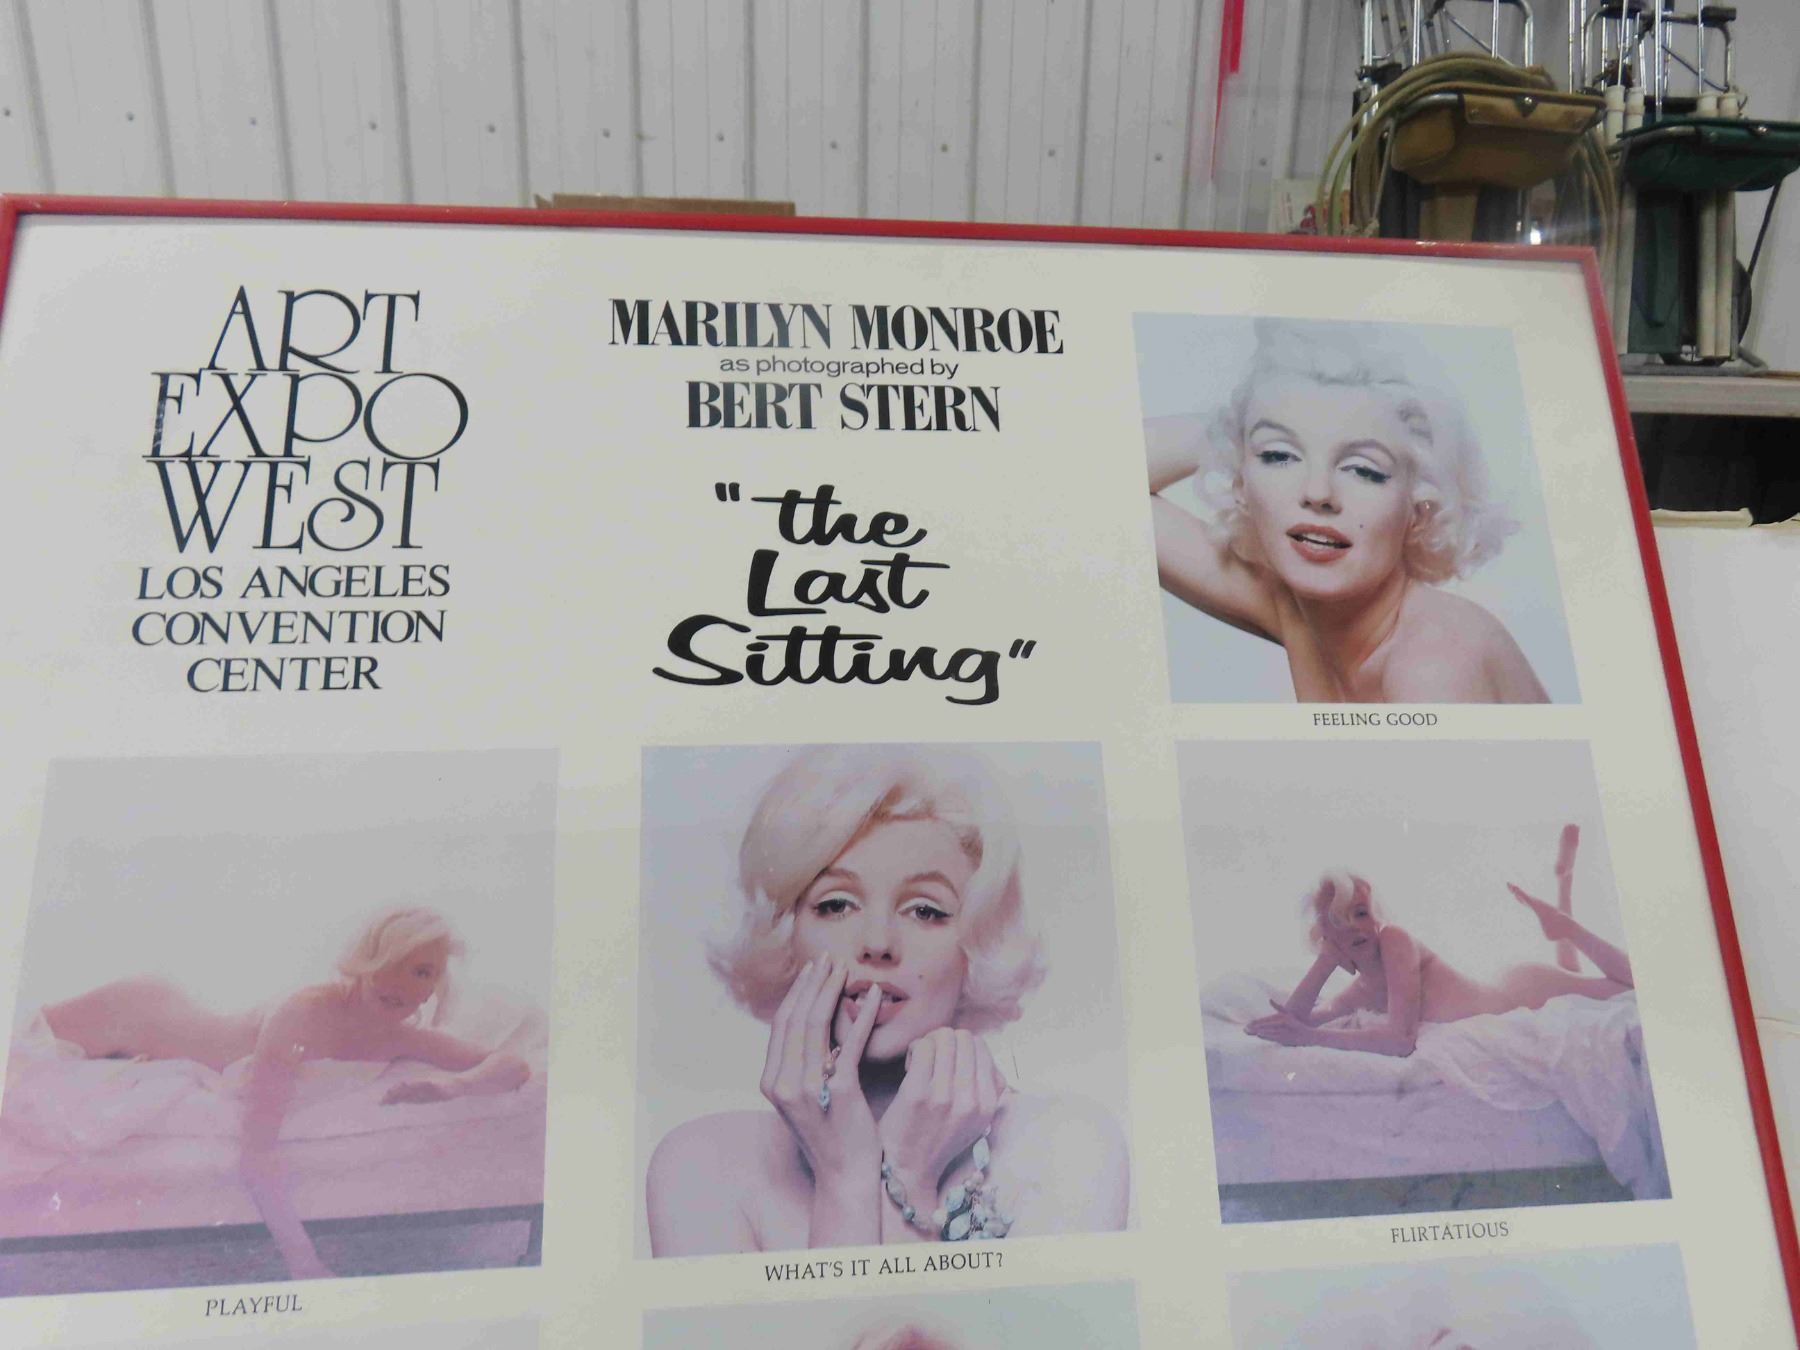 ART
EXPO
WEST
LOS ANGELES
CONVENTION
CENTER
MARILYN MONROE
as photographed by
BERT STERN
"the
Last
Sitting"
FEELING GOOD
PLAYFUL
WHAT'S IT ALL ABOUT?
FLIRTATIOUS